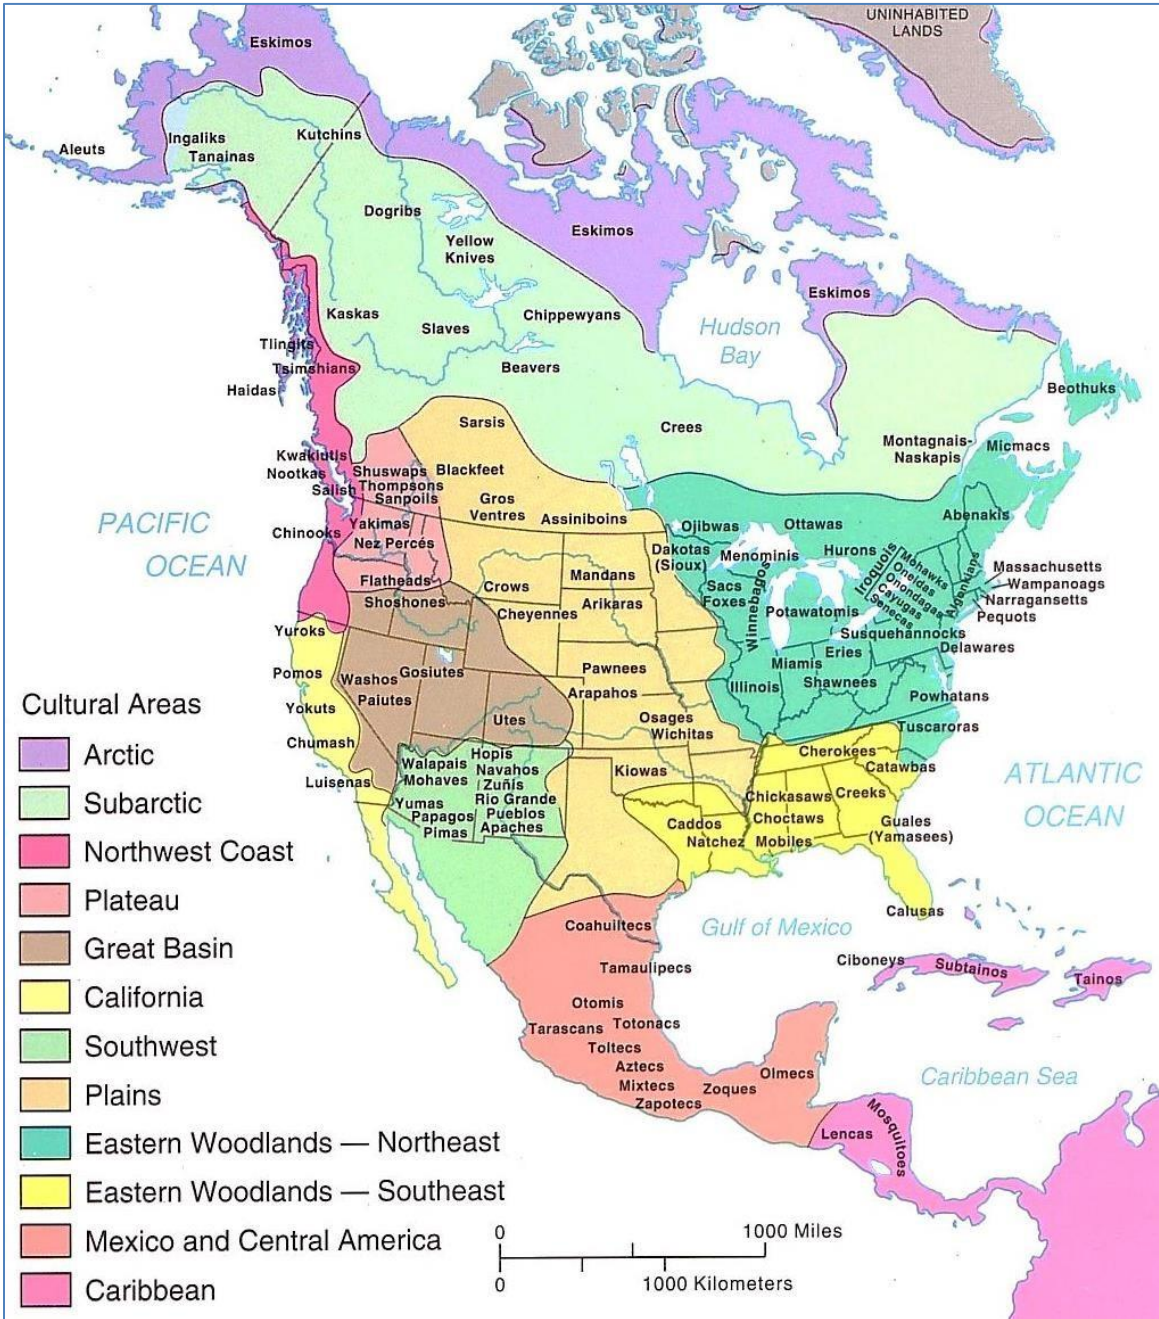 UNINHABITED
LANDS
Eskimos
Aleuts
Ingaliks
Tanainas
Kutchins
Dogribs
Yellow
Knives
Eskimos
Eskimos
Hudson
Bay
Kaskas
Slaves
Chippewyans
Beavers
Tlingits
Tsimshians
Haidas
Beothuks
Sarsis
Crees
Montagnais-
Naskapis
Micmacs
Kwakiutls
Nootkas
Salish
Shuswaps
Thompsons
Sanpoils
Blackfeet
Gros
Ventres
Assiniboins
Abenakis
PACIFIC
OCEAN
Chinooks
Yakimas
Nez Percés
Flatheads
Ojibwas
Ottawas
Dakotas
(Sioux)
Menominis
Hurons
Iroquois
Mohawks
Oneidas
Onondagas
Cayugas
Senecas
Algonkians
Massachusetts
Wampanoags
Narragansetts
Pequots
Crows
Mandans
Sacs
Foxes
Winnebagos
Potawatomis
Shoshones
Cheyennes
Arikaras
Susquehannocks
Delawares
Yuroks
Pomos
Washos
Gosiutes
Paiutes
Pawnees
Arapahos
Miamis
Eries
Illinois
Shawnees
Powhatans
Yokuts
Utes
Osages
Wichitas
Tuscaroras
Chumash
Luisenas
Walapais
Mohaves
Hopis
Navahos
Zuñis
Rio Grande
Pueblos
Apaches
Yumas
Papagos
Pimas
Kiowas
Cherokees
Catawbas
Chickasaws
Creeks
Choctaws
Caddos
Natchez
Mobiles
Guales
(Yamasees)
Calusas
ATLANTIC
OCEAN
Gulf of Mexico
Coahuiltecs
Tamaulipecs
Ciboneys
Subtainos
Tainos
Otomis
Tarascans
Totonacs
Toltecs
Aztecs
Mixtecs
Zapotecs
Zoques
Olmecs
Caribbean Sea
Lencas
Mosquitoes
Cultural Areas
Arctic
Subarctic
Northwest Coast
Plateau
Great Basin
California
Southwest
Plains
Eastern Woodlands — Northeast
Eastern Woodlands — Southeast
Mexico and Central America
Caribbean
0 1000 Miles
0 1000 Kilometers